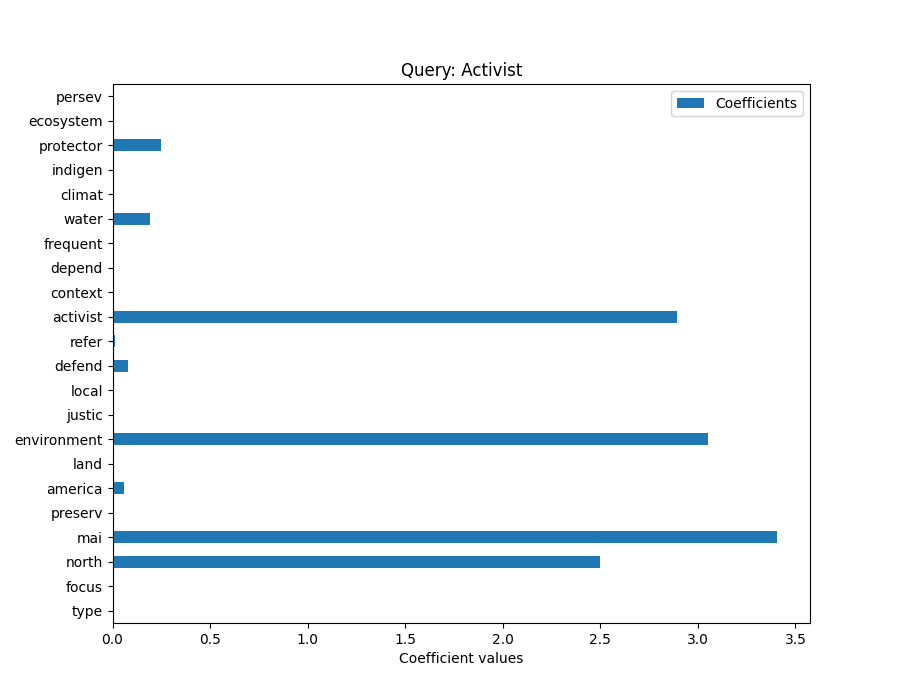 Query: Activist
Coefficients
persev
ecosystem
protector
indigen
climat
water
frequent
depend
context
activist
refer
defend
local
justic
environment
land
america
preserv
mai
north
focus
type
0.0 0.5 1.0 1.5 2.0 2.5 3.0 3.5
Coefficient values